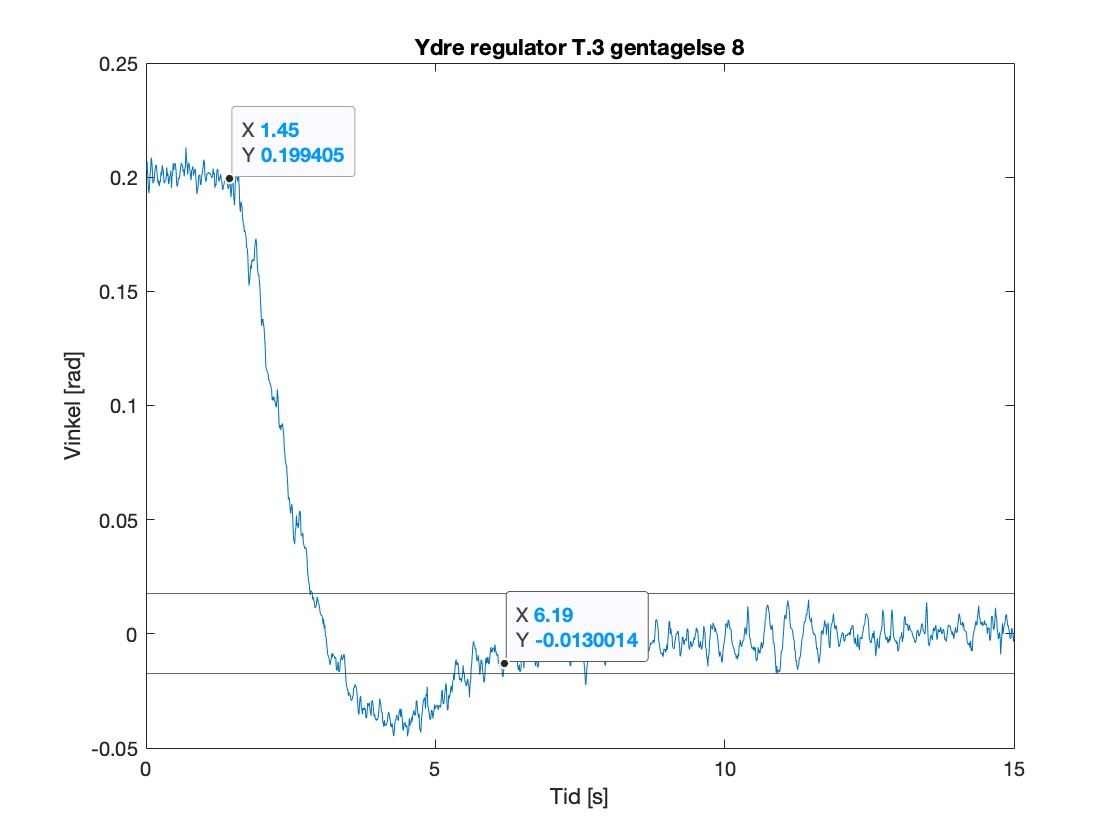 Ydre regulator T.3 gentagelse 8
0.25
X 1.45
Y 0.199405
0.2
0.15
Vinkel [rad]
0.1
0.05
X 6.19
Y -0.0130014
0
-0.05
0 5 10 15
Tid [s]